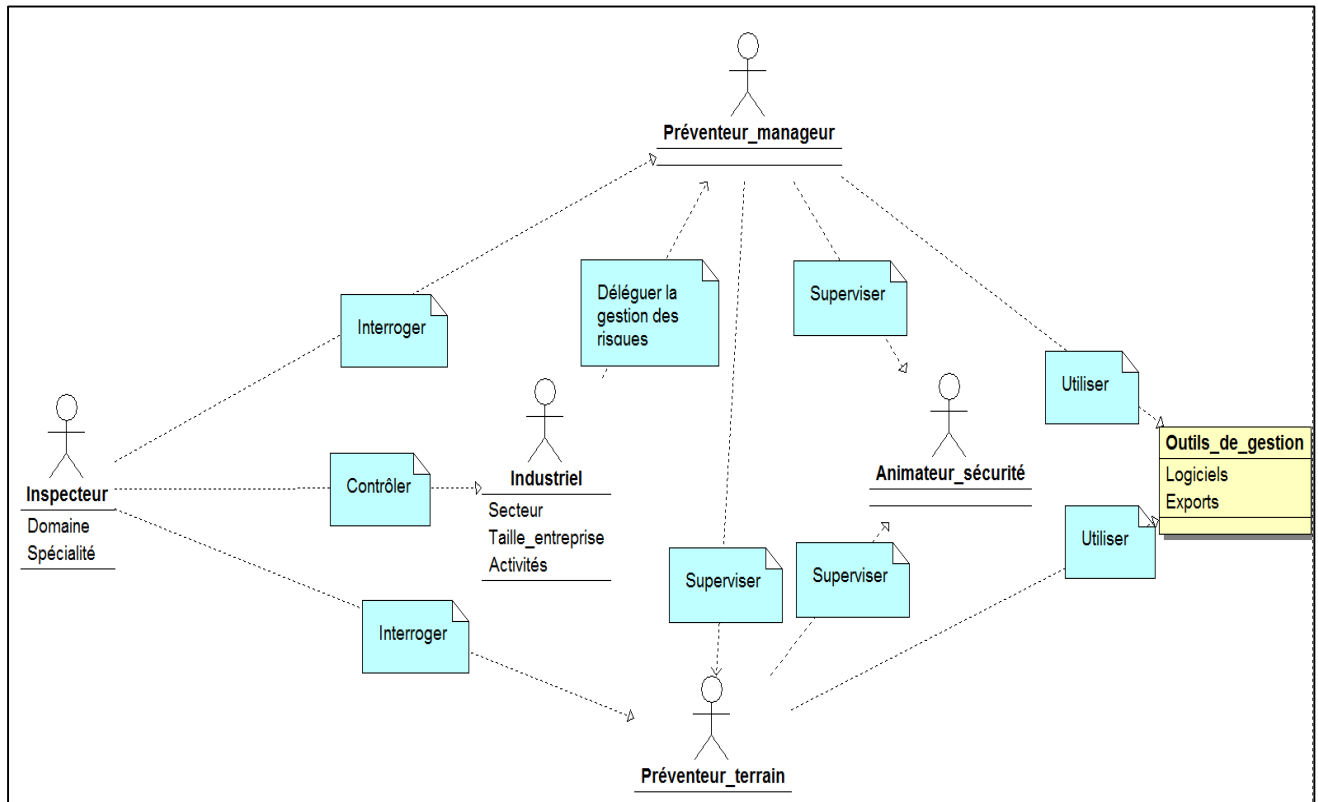 Préventeur_manageur
Déléguer la
gestion des
risques
Superviser
Interroger
Utiliser
Inspecteur
Domaine
Spécialité
Contrôler
Industriel
Secteur
Taille_entreprise
Activités
Animateur_sécurité
Outils_de_gestion
Logiciels
Exports
Utiliser
Superviser
Superviser
Interroger
Préventeur_terrain